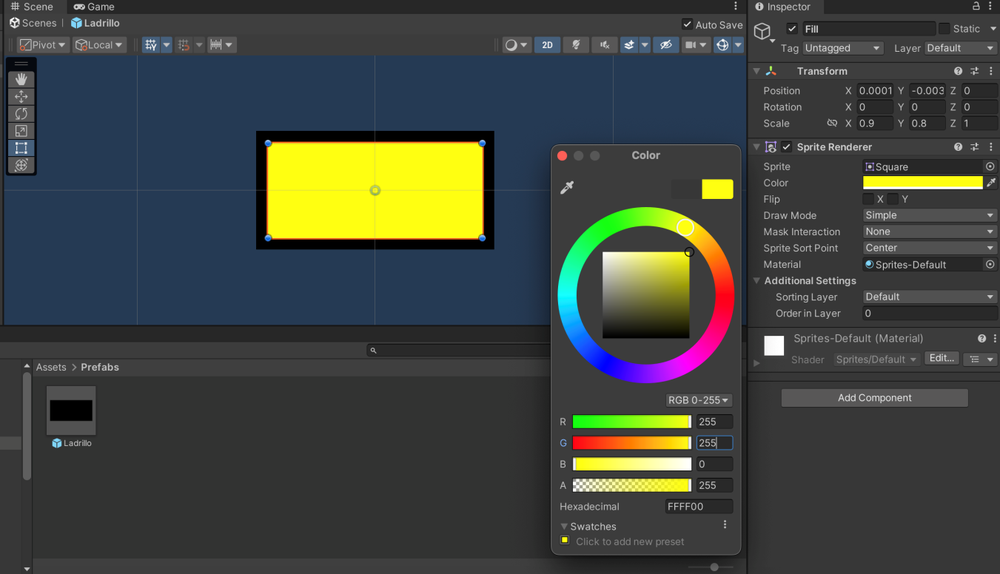 Scene Game
Scenes Ladrillo
Auto Save
Pivot Local 2D
Inspector
Fill Static
Tag Untagged Layer Default
Transform
Position X 0.0001 Y -0.003 Z 0
Rotation X 0 Y 0 Z 0
Scale X 0.9 Y 0.8 Z 1
Sprite Renderer
Sprite Square
Color
Flip X Y
Draw Mode Simple
Mask Interaction None
Sprite Sort Point Center
Material Sprites-Default
Additional Settings
Sorting Layer Default
Order in Layer 0
Sprites-Default (Material)
Shader Sprites/Default Edit...
Add Component
Color
RGB 0-255
R 255
G 255
B 0
A 255
Hexadecimal FFFF00
Swatches
Click to add new preset
Assets > Prefabs
Ladrillo